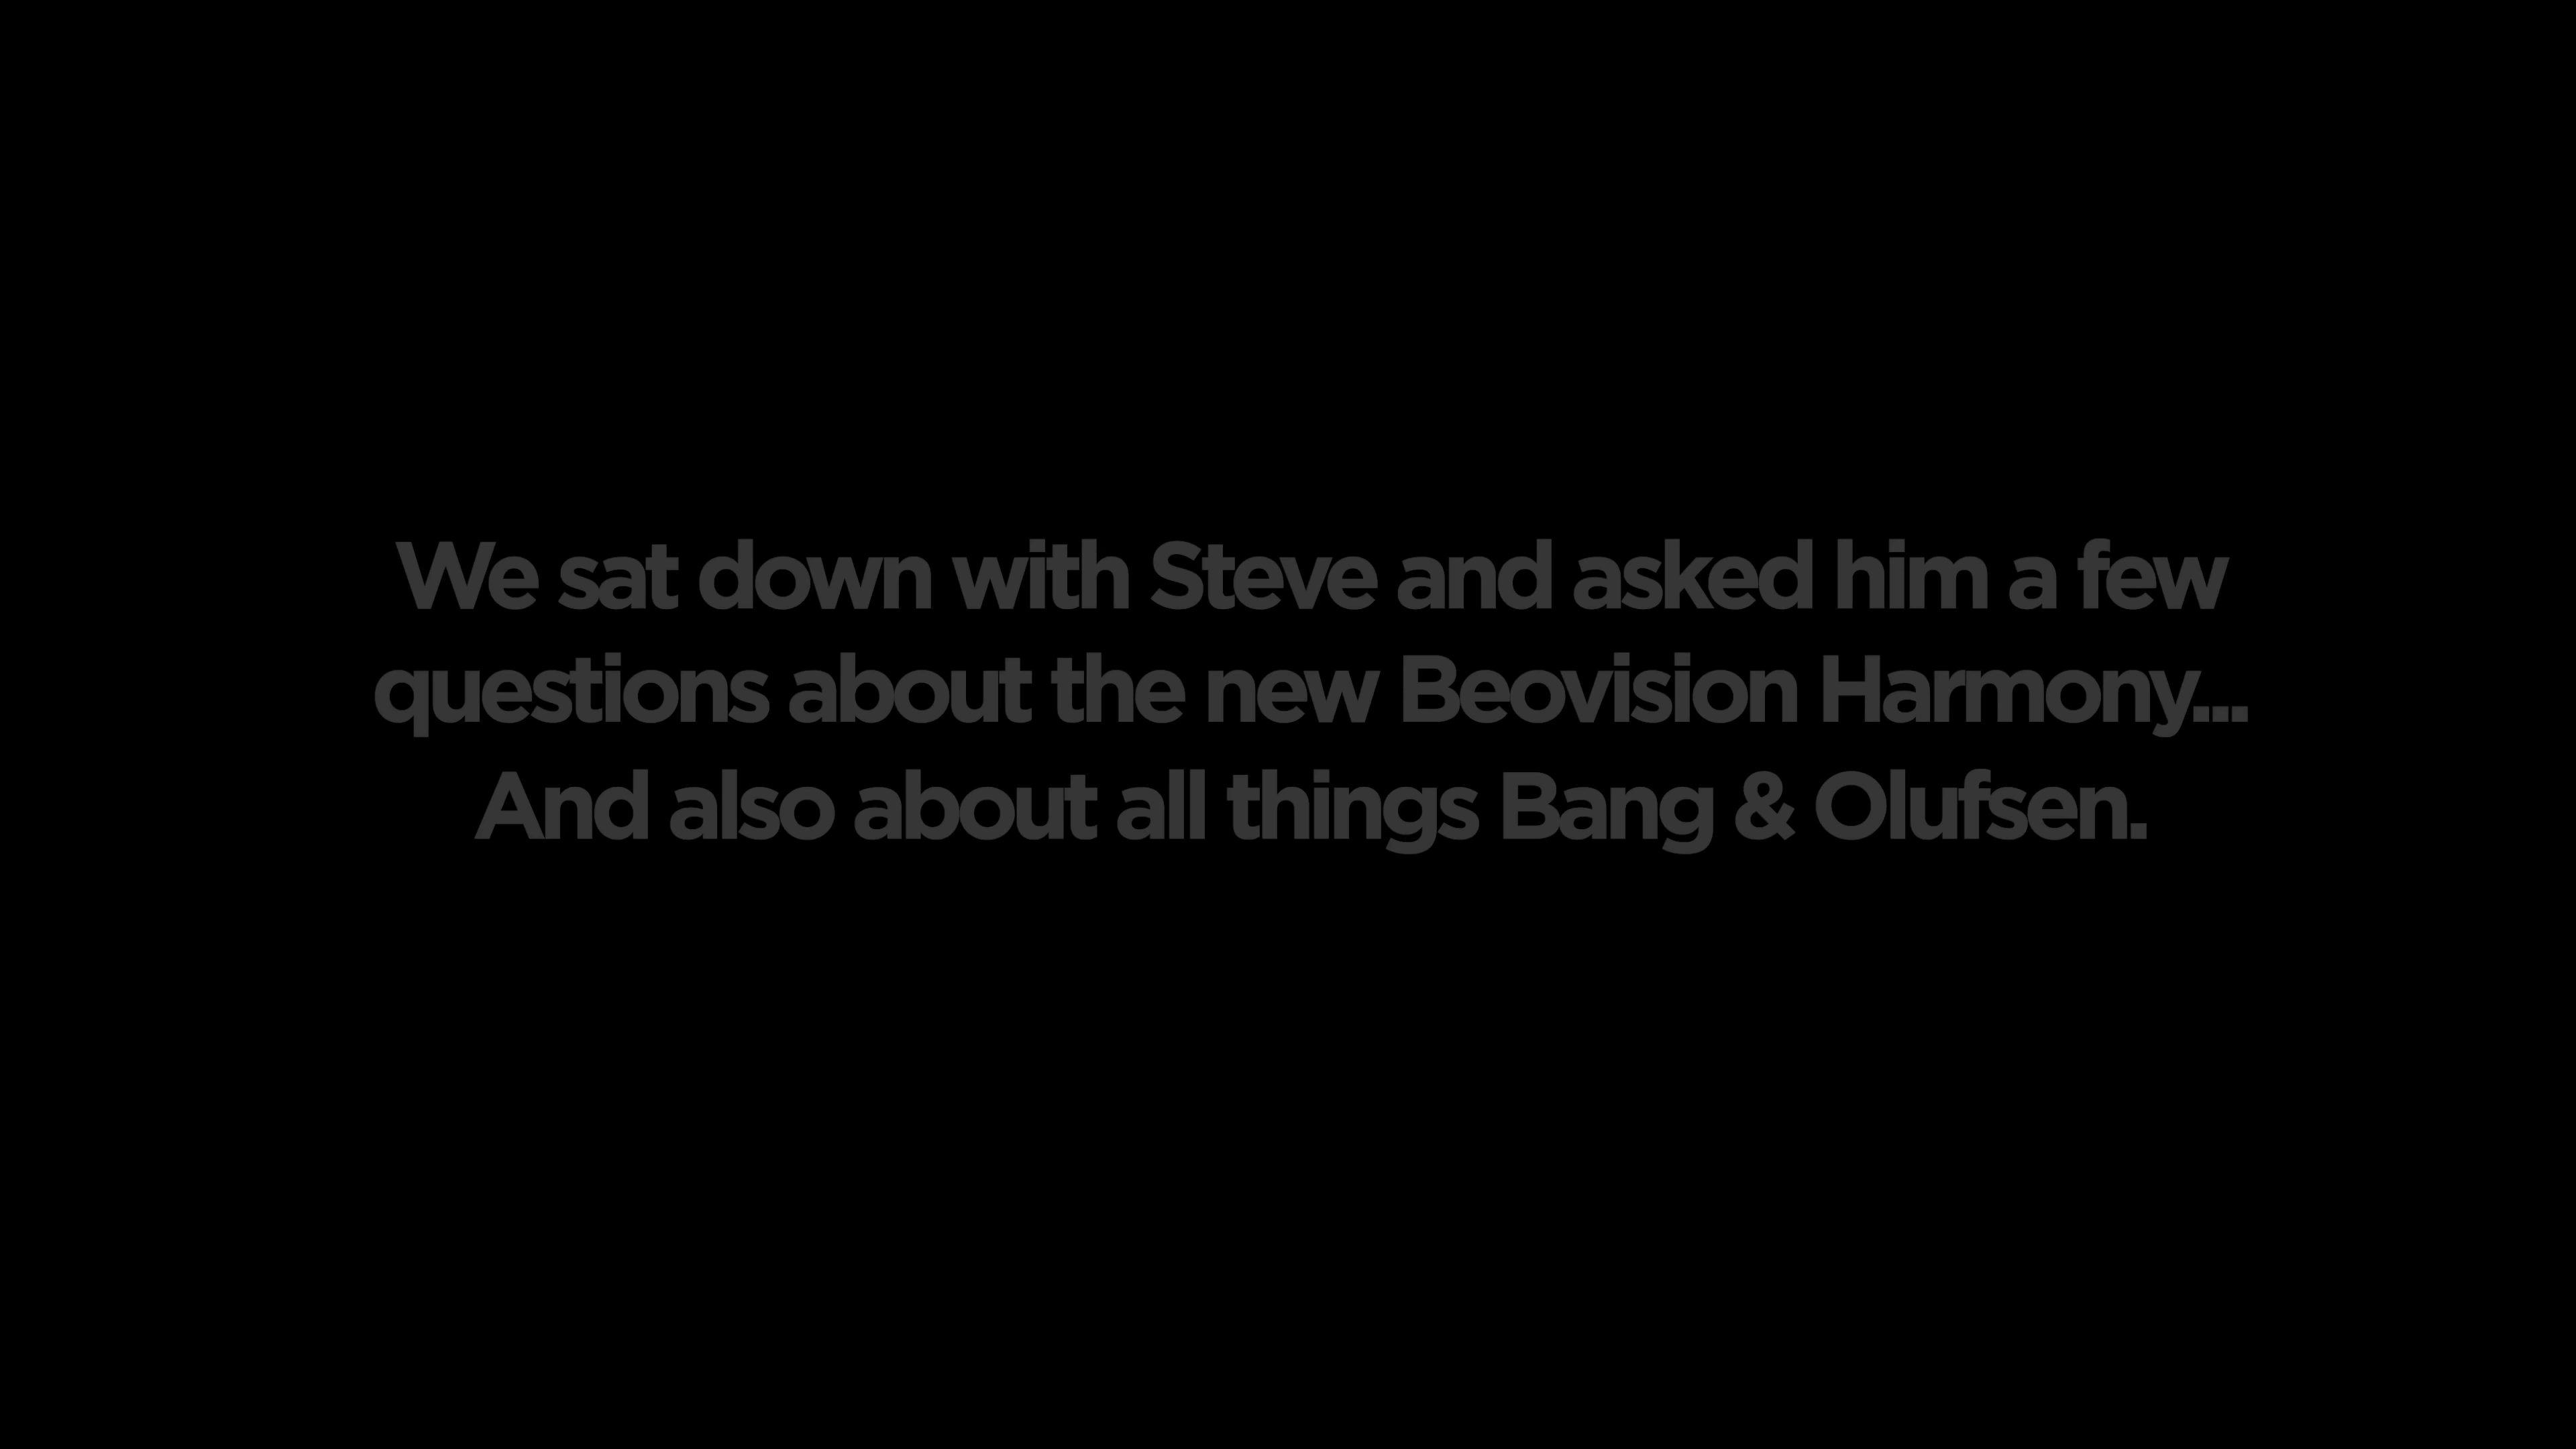 We sat down with Steve and asked him a few
questions about the new Beovision Harmony...
And also about all things Bang & Olufsen.